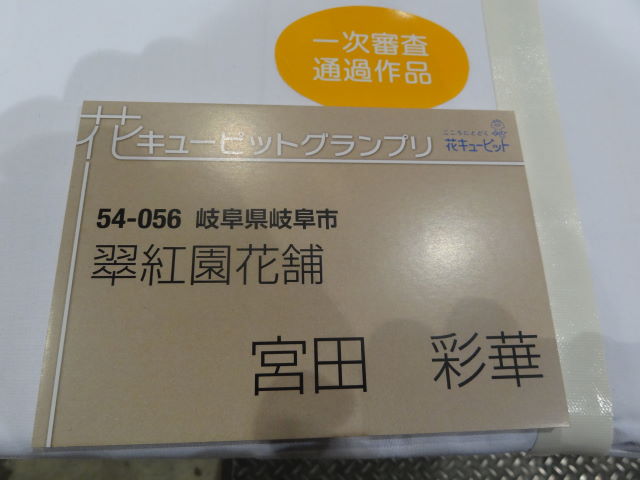 一次審査
通過作品
花キューピットグランプリ
こころにとどく
花キューピット
54-056 岐阜県岐阜市
翠紅園花舗
宮田 彩華